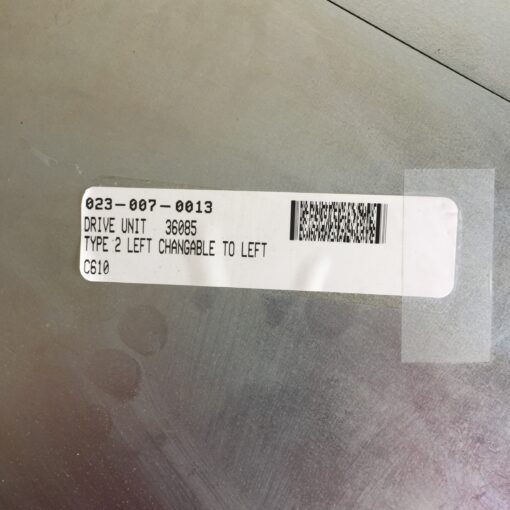 023-007-0013
DRIVE UNIT 36085
TYPE 2 LEFT CHANGABLE TO LEFT
C610